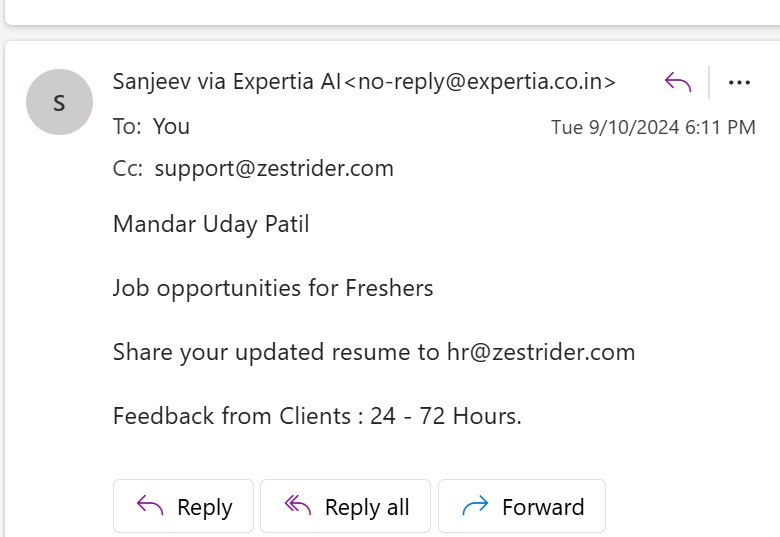 S
Sanjeev via Expertia AI<no-reply@expertia.co.in>
To: You
Tue 9/10/2024 6:11 PM
Cc: support@zestrider.com
Mandar Uday Patil
Job opportunities for Freshers
Share your updated resume to hr@zestrider.com
Feedback from Clients : 24 - 72 Hours.
Reply
Reply all
Forward